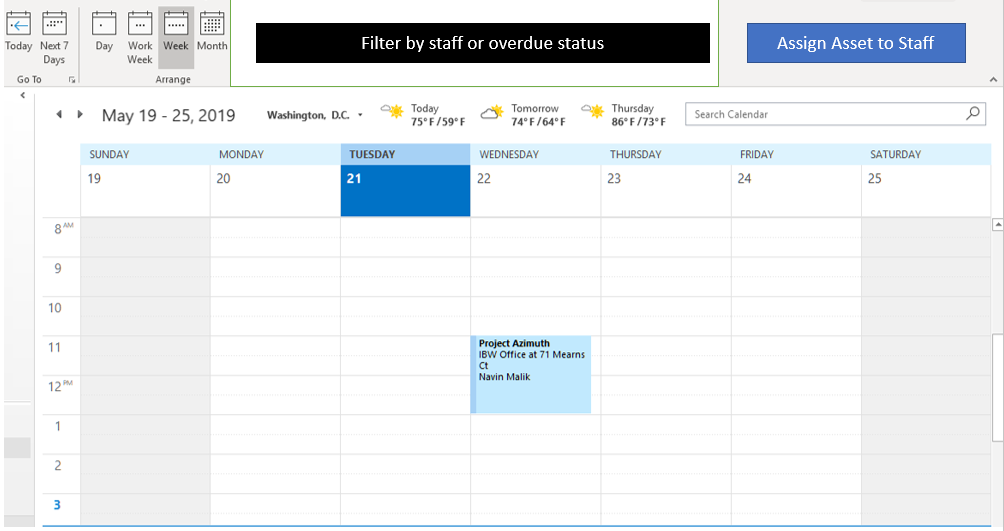 Today
Next 7
Days
Day
Work
Week
Week
Month
Go To
Arrange
Filter by staff or overdue status
Assign Asset to Staff
May 19 - 25, 2019
Washington, D.C.
Today
75° F / 59° F
Tomorrow
74° F / 64° F
Thursday
86° F / 73° F
Search Calendar
SUNDAY
MONDAY
TUESDAY
WEDNESDAY
THURSDAY
FRIDAY
SATURDAY
19
20
21
22
23
24
25
8 AM
9
10
11
12 PM
1
2
3
Project Azimuth
IBW Office at 71 Mearns
Ct
Navin Malik